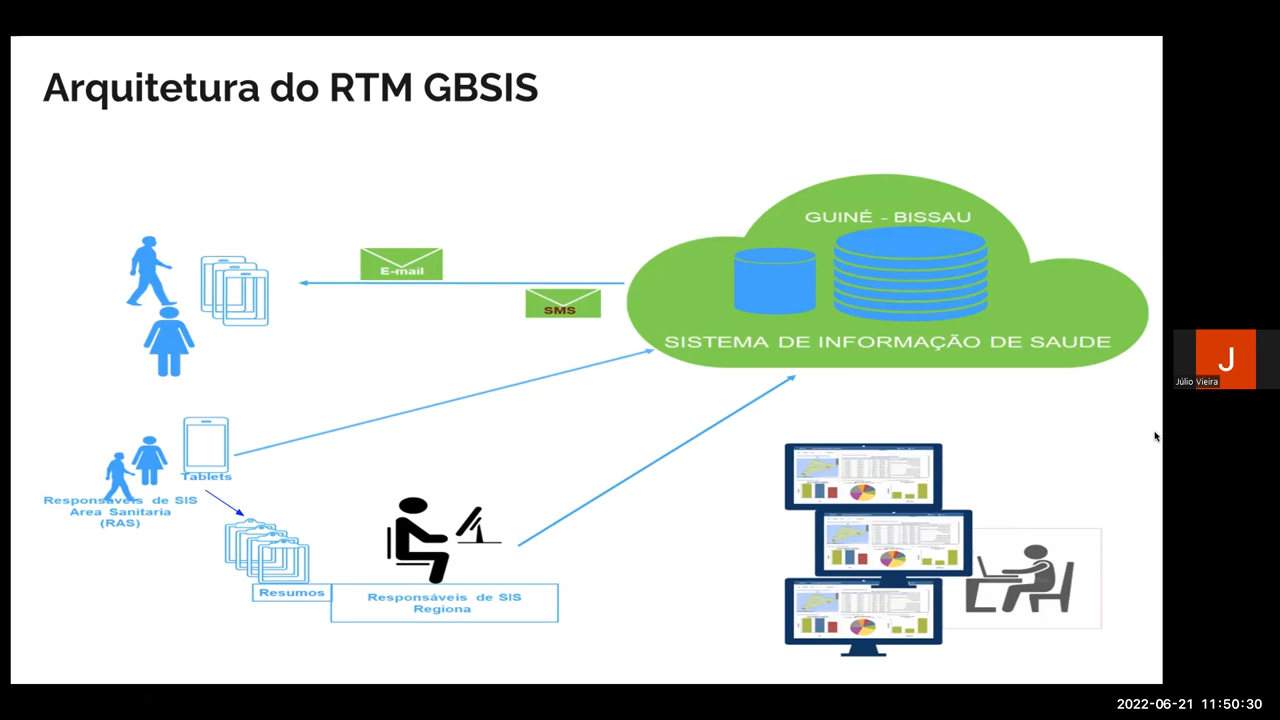 Arquitetura do RTM GBSIS
GUINÉ - BISSAU
E-mail
SMS
SISTEMA DE INFORMAÇÃO DE SAUDE
Júlio Vieira
J
Tablets
Responsáveis de SIS
Area Sanitaria
(RAS)
Resumos
Responsáveis de SIS
Regiona
2022-06-21 11:50:30